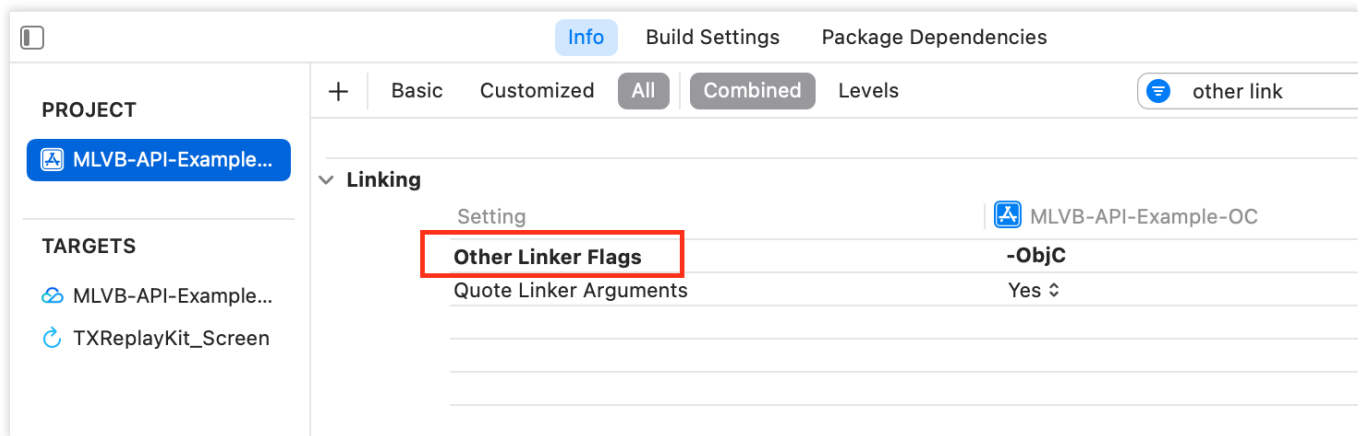 Info Build Settings Package Dependencies
PROJECT
+ Basic Customized All Combined Levels other link
MLVB-API-Example...
Linking
Setting MLVB-API-Example-OC
TARGETS
Other Linker Flags -ObjC
MLVB-API-Example...
Quote Linker Arguments Yes
TXReplayKit_Screen